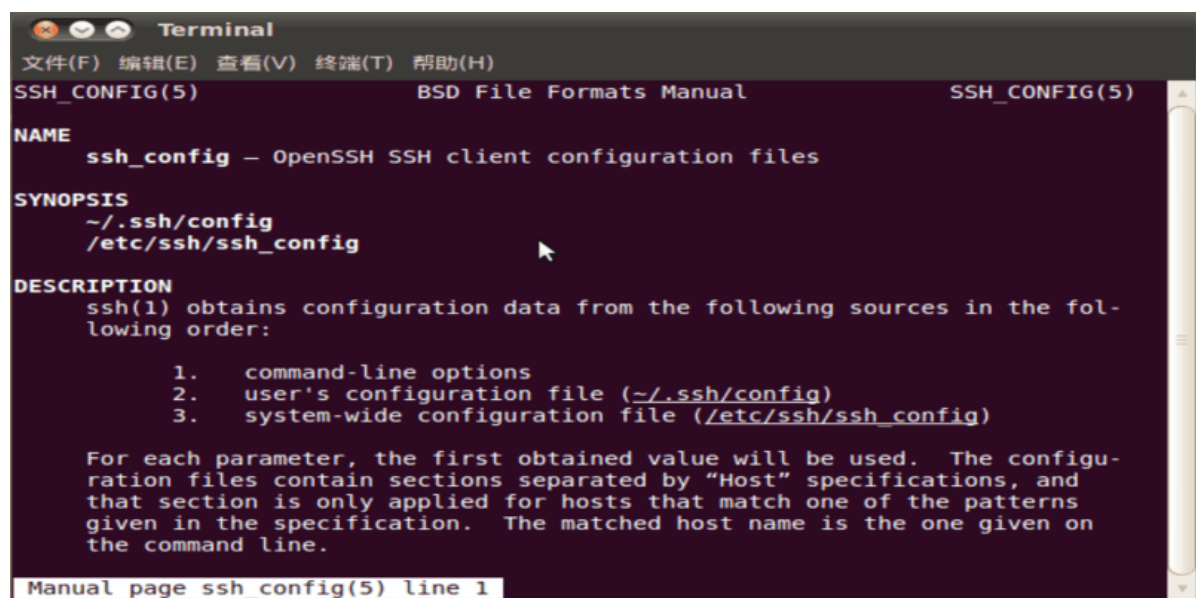 Terminal
文件(F) 编辑(E) 查看(V) 终端(T) 帮助(H)
SSH_CONFIG(5) BSD File Formats Manual SSH_CONFIG(5)
NAME
ssh_config — OpenSSH SSH client configuration files
SYNOPSIS
~/.ssh/config
/etc/ssh/ssh_config
DESCRIPTION
ssh(1) obtains configuration data from the following sources in the fol-
lowing order:
1. command-line options
2. user's configuration file (~/.ssh/config)
3. system-wide configuration file (/etc/ssh/ssh_config)
For each parameter, the first obtained value will be used. The configu-
ration files contain sections separated by “Host” specifications, and
that section is only applied for hosts that match one of the patterns
given in the specification. The matched host name is the one given on
the command line.
Manual page ssh_config(5) line 1